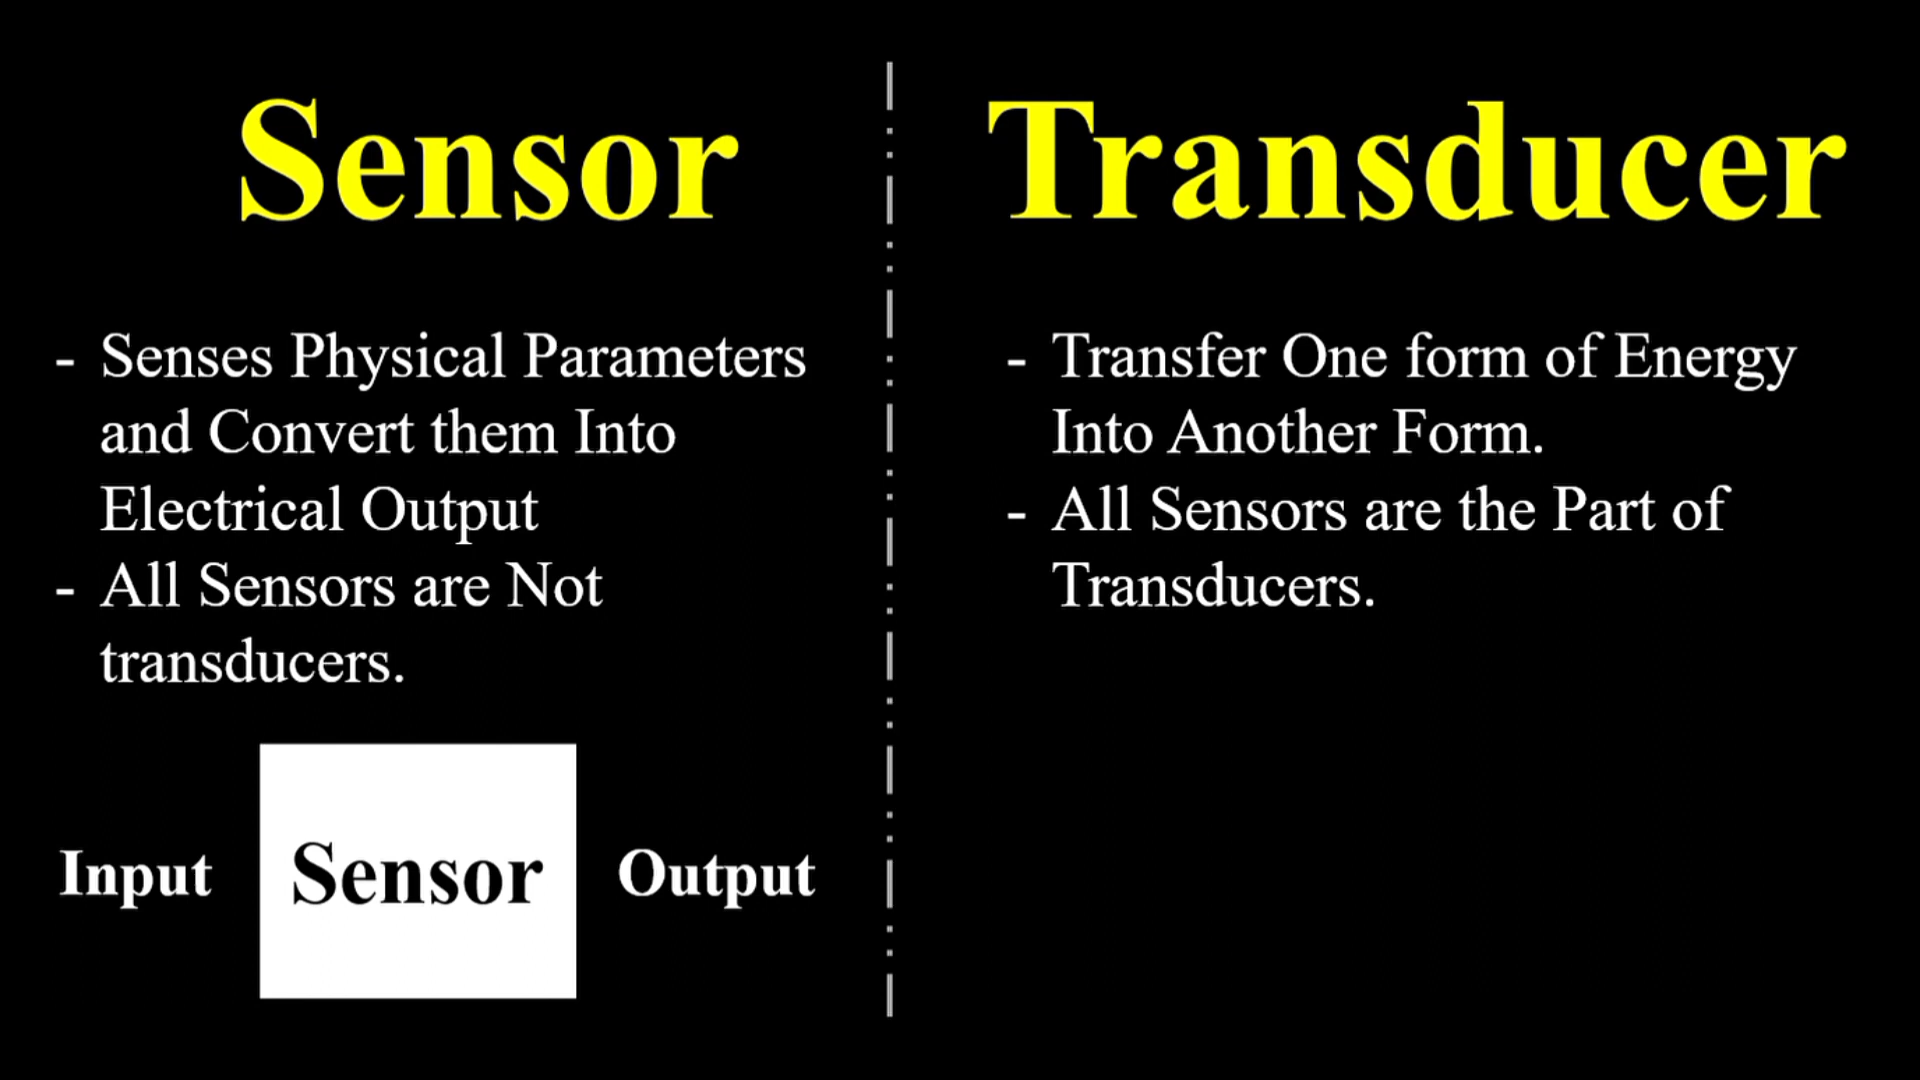 Sensor
- Senses Physical Parameters
and Convert them Into
Electrical Output
- All Sensors are Not
transducers.
Input
Sensor
Output
Transducer
- Transfer One form of Energy
Into Another Form.
- All Sensors are the Part of
Transducers.